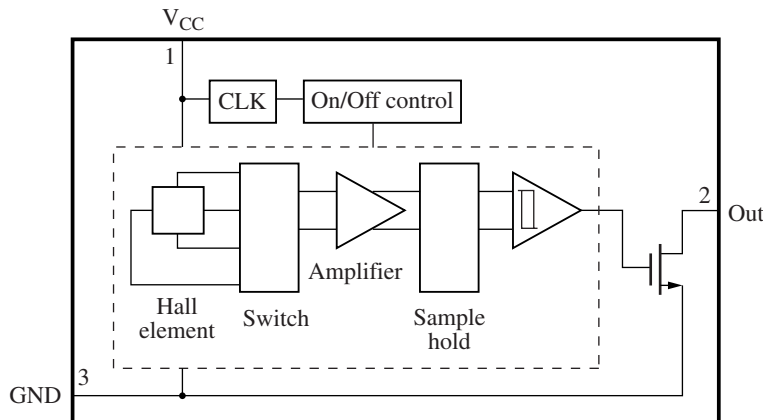 VCC
1
CLK
On/Off control
2
Out
Amplifier
Hall
element
Switch
Sample
hold
3
GND